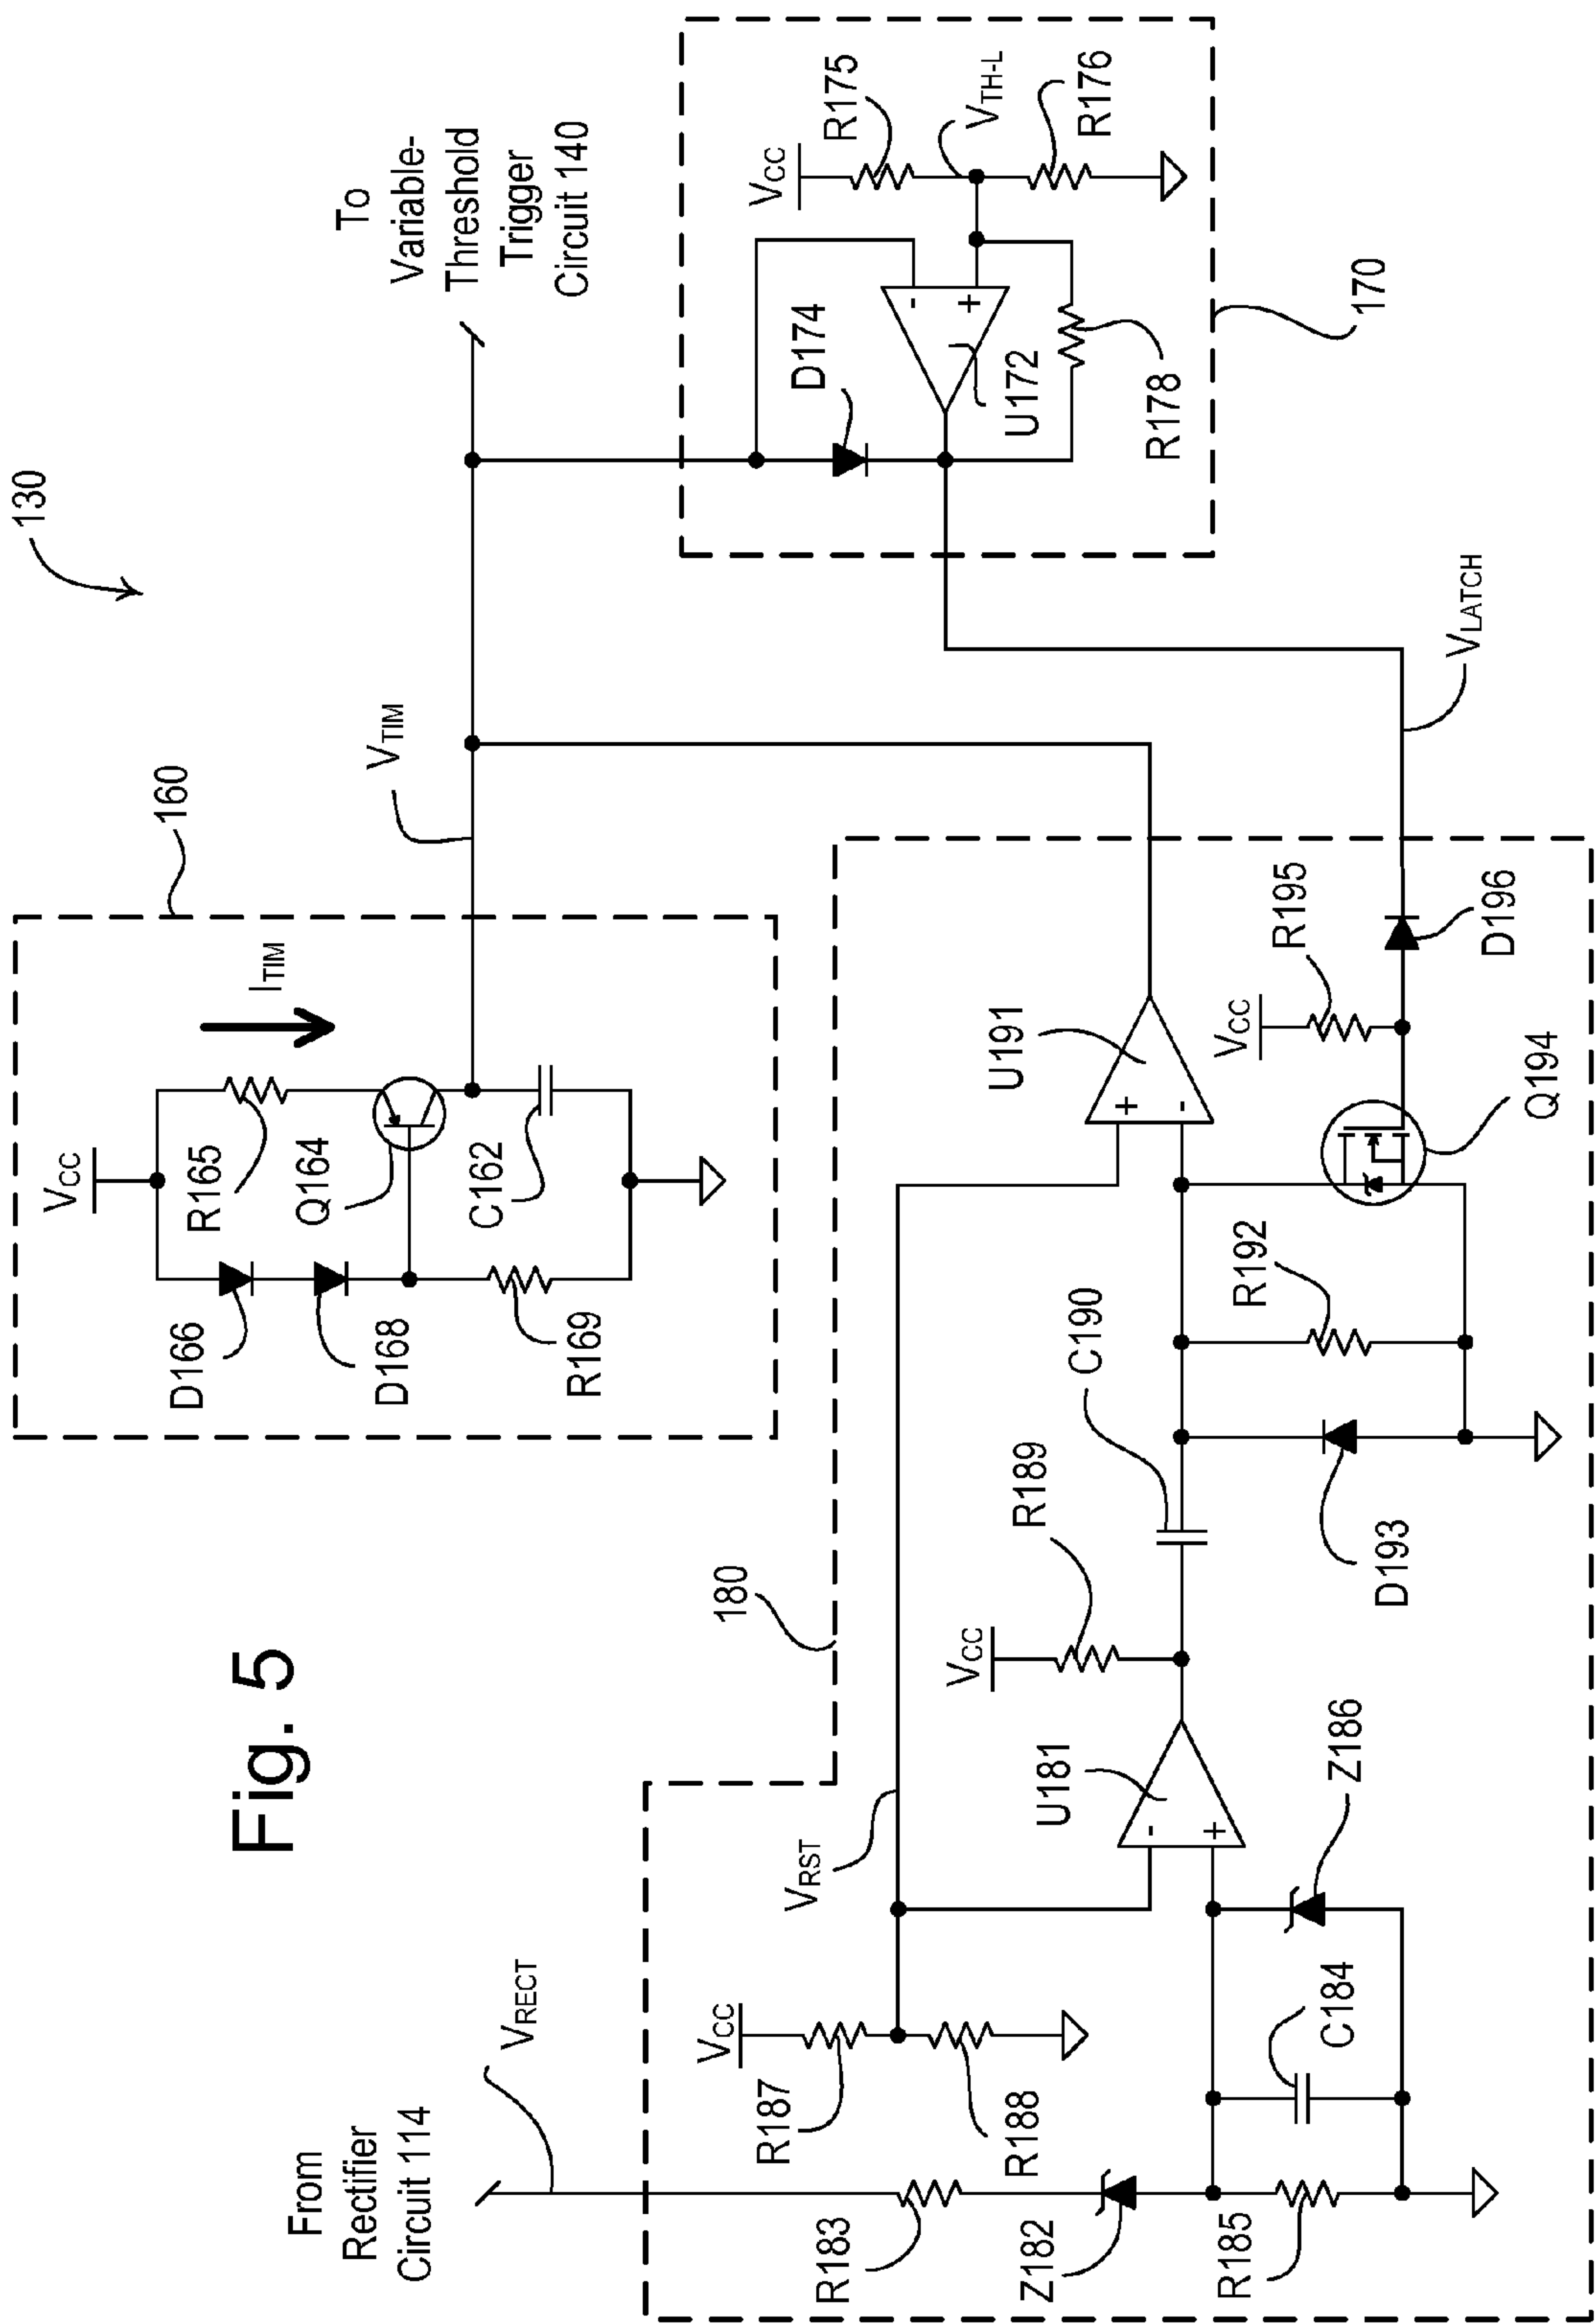 130
160
VCC
ITIM
R165
Q164
C162
D166
D168
R169
VTIM
To
Variable-
Threshold
Trigger
Circuit 140
VCC
R175
VTH-L
R176
D174
-
+
U172
R178
170
Fig. 5
From
Rectifier
Circuit 114
VRECT
180
VRST
VCC
R187
R188
R183
Z182
R185
C184
Z186
-
+
U181
VCC
R189
C190
D193
R192
U191
+
-
VCC
R195
Q194
D196
VLATCH